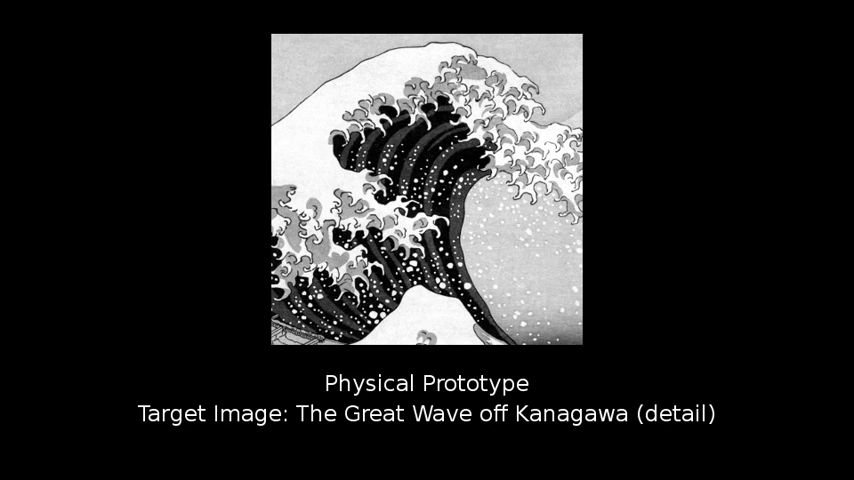 Physical Prototype
Target Image: The Great Wave off Kanagawa (detail)